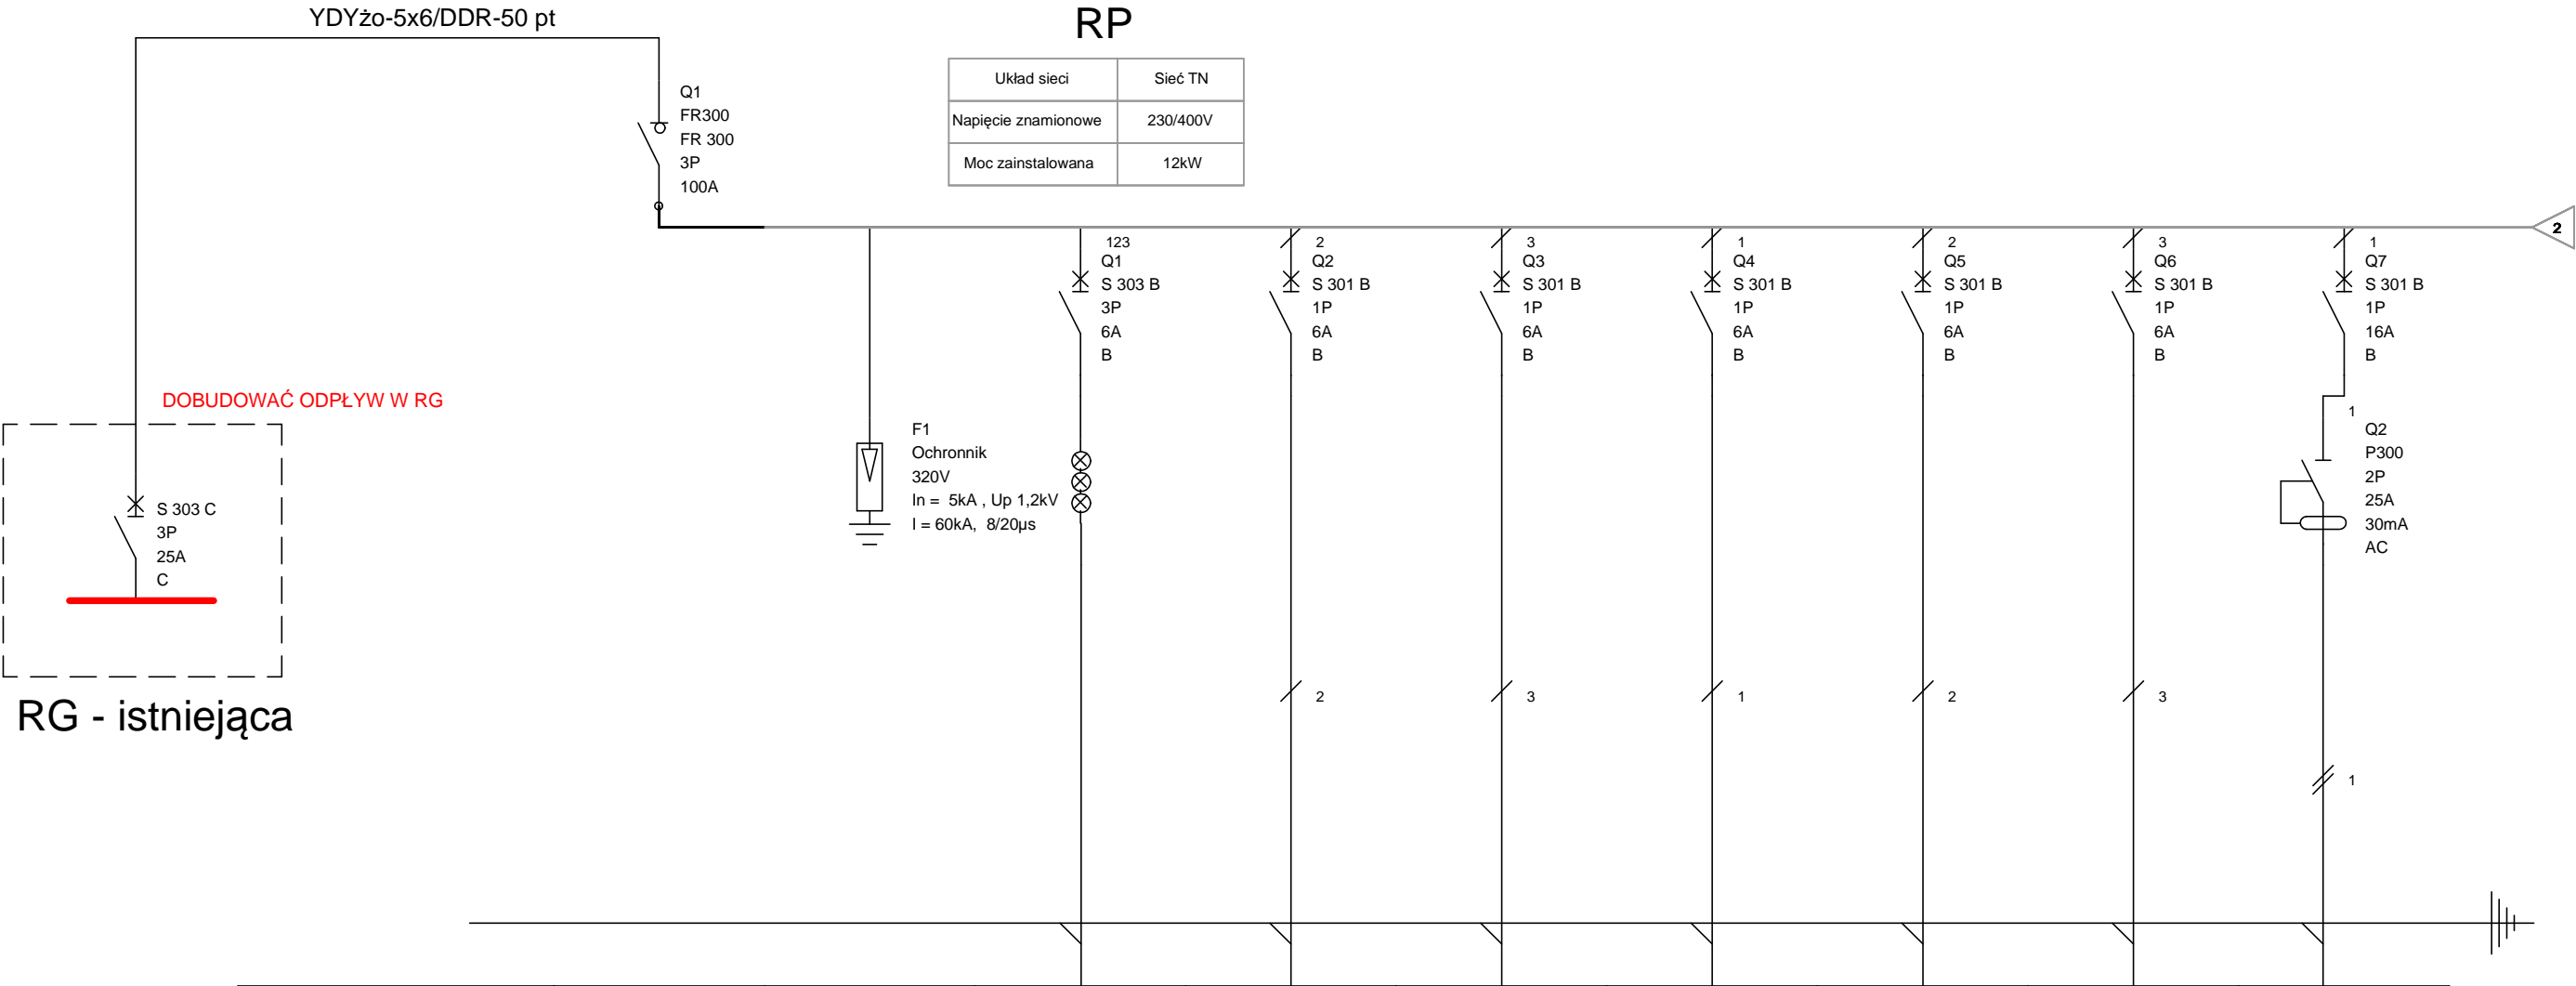 YDYżo-5x6/DDR-50 pt
RP
Układ sieci Sieć TN
Napięcie znamionowe 230/400V
Moc zainstalowana 12kW
Q1
FR300
FR 300
3P
100A
2
123
Q1
S 303 B
3P
6A
B
2
Q2
S 301 B
1P
6A
B
3
Q3
S 301 B
1P
6A
B
1
Q4
S 301 B
1P
6A
B
2
Q5
S 301 B
1P
6A
B
3
Q6
S 301 B
1P
6A
B
1
Q7
S 301 B
1P
16A
B
DOBUDOWAĆ ODPŁYW W RG
S 303 C
3P
25A
C
RG - istniejąca
F1
Ochronnik
320V
In = 5kA , Up 1,2kV
I = 60kA, 8/20µs
1
Q2
P300
2P
25A
30mA
AC
2
3
1
2
3
1